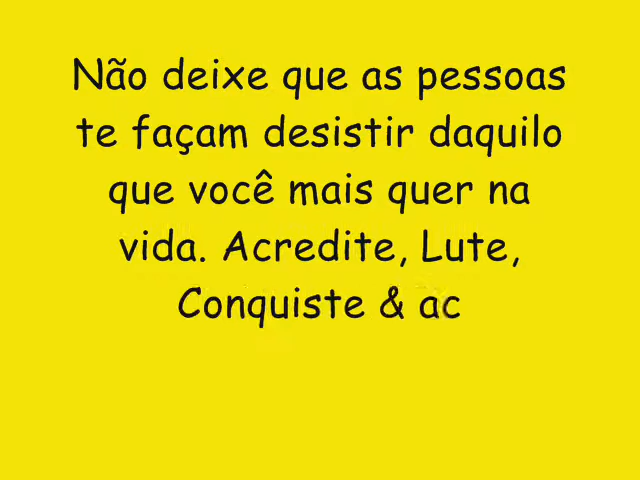 Não deixe que as pessoas
te façam desistir daquilo
que você mais quer na
vida. Acredite, Lute,
Conquiste & ac